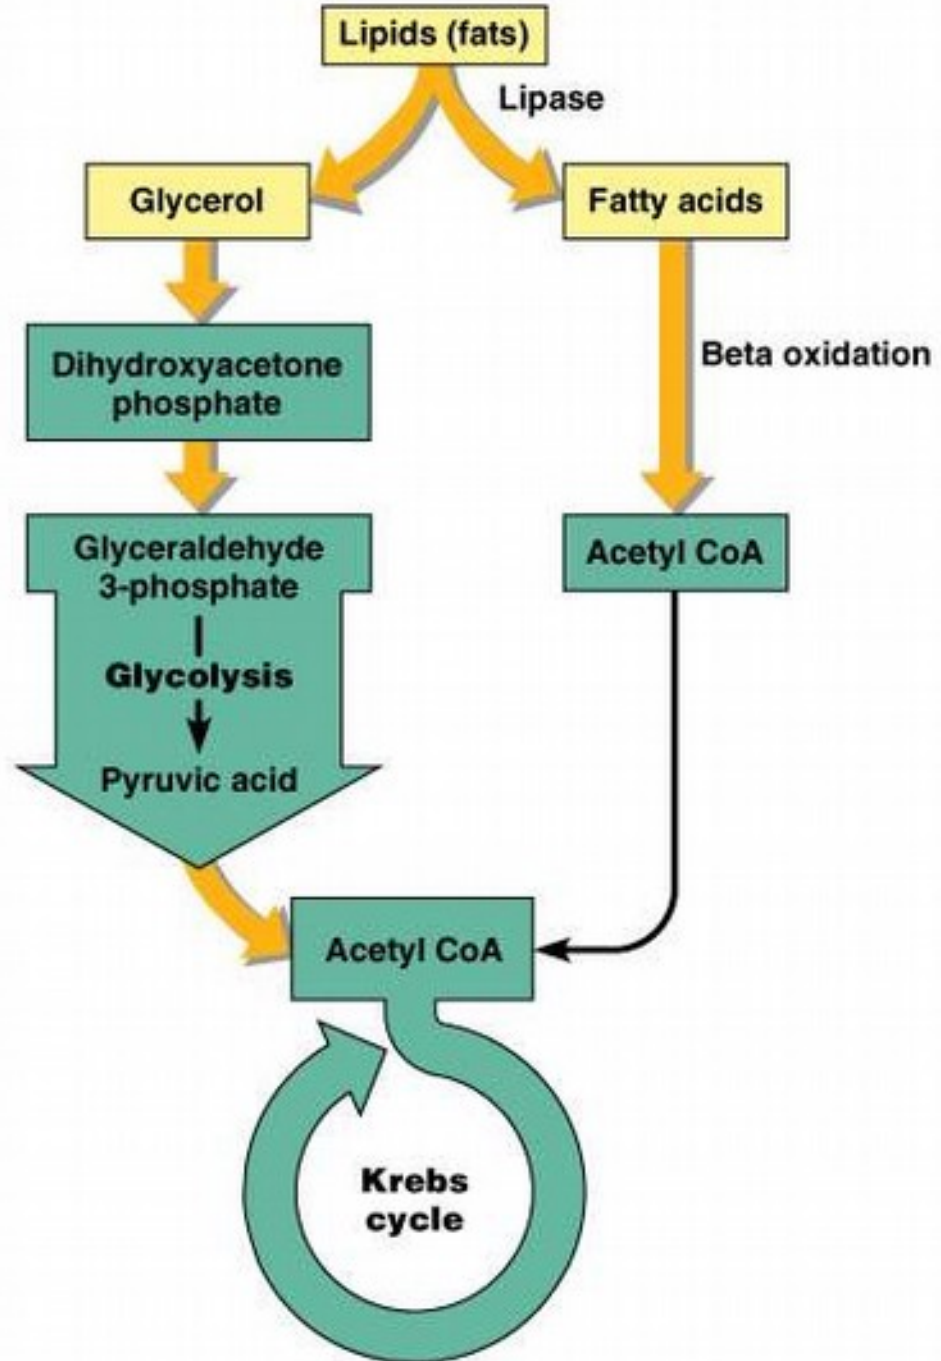 Lipids (fats)
Lipase
Glycerol
Fatty acids
Dihydroxyacetone
phosphate
Beta oxidation
Glyceraldehyde
3-phosphate
Glycolysis
Pyruvic acid
Acetyl CoA
Acetyl CoA
Krebs
cycle